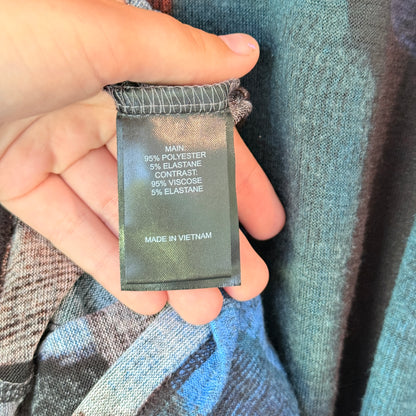 MAIN:
95% POLYESTER
5% ELASTANE
CONTRAST:
95% VISCOSE
5% ELASTANE
MADE IN VIETNAM